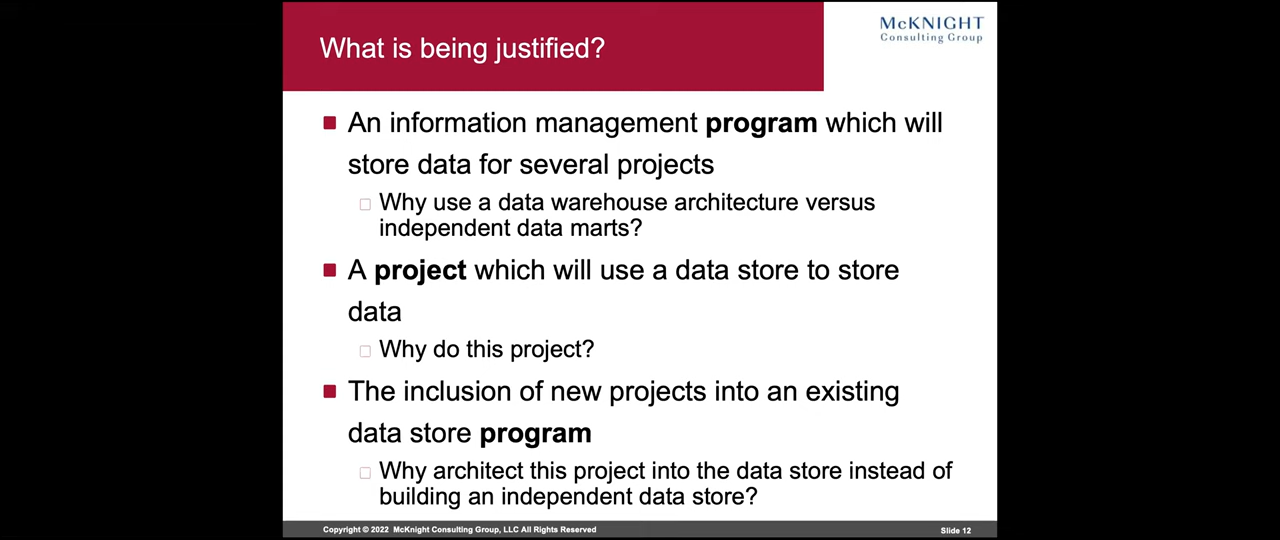 What is being justified?
McKNIGHT
Consulting Group
An information management program which will
store data for several projects
Why use a data warehouse architecture versus
independent data marts?
A project which will use a data store to store
data
Why do this project?
The inclusion of new projects into an existing
data store program
Why architect this project into the data store instead of
building an independent data store?
Copyright © 2022 McKnight Consulting Group, LLC All Rights Reserved
Slide 12